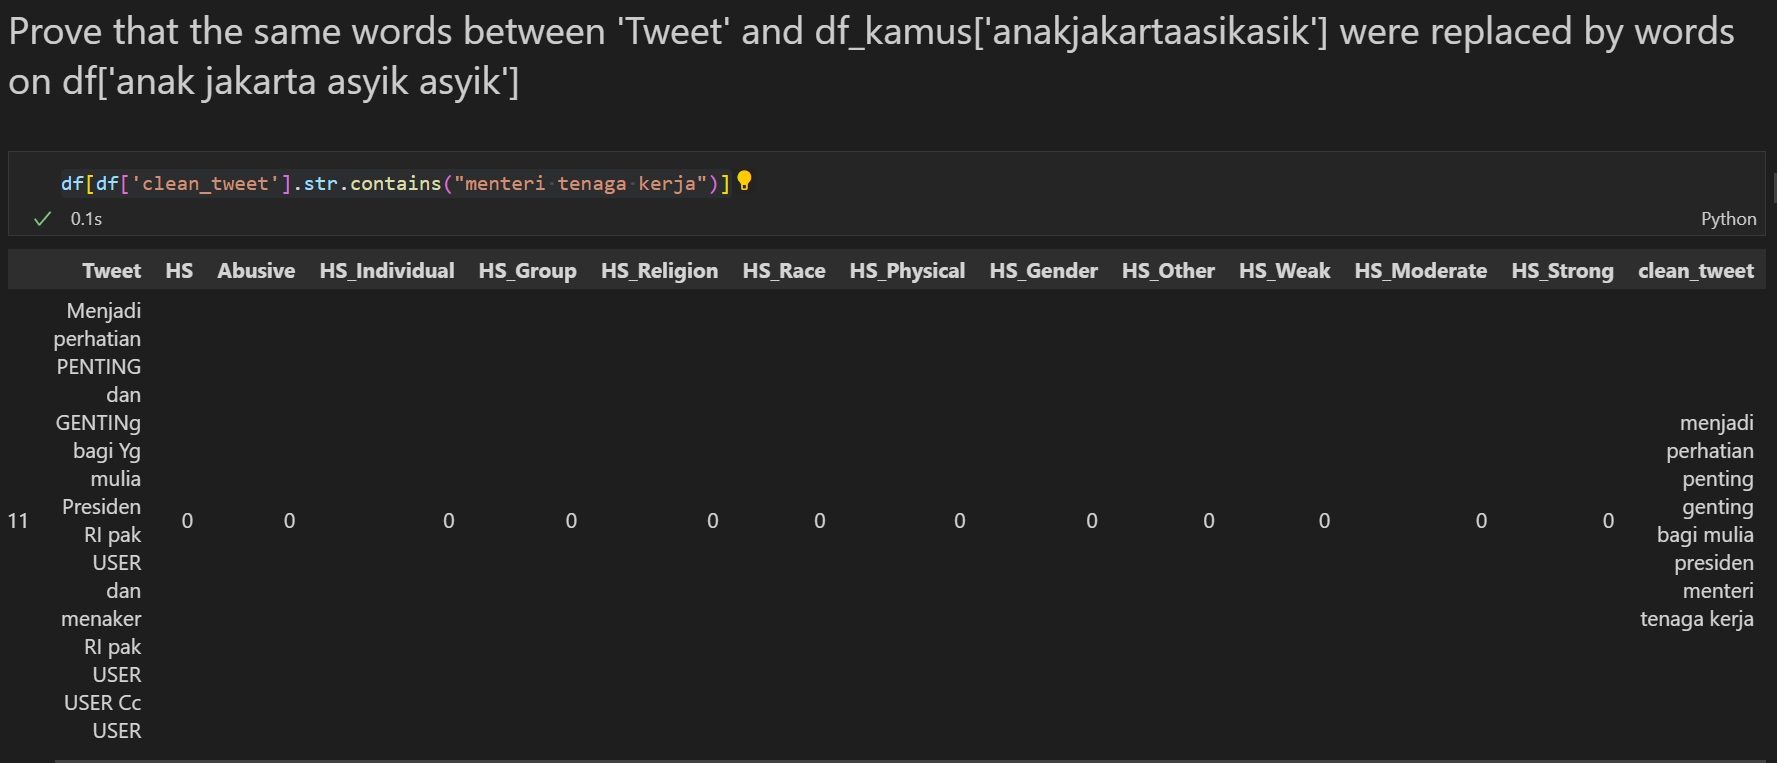 Prove that the same words between 'Tweet' and df_kamus['anakjakartaasikasik'] were replaced by words
on df['anak jakarta asyik asyik']
df[df['clean_tweet'].str.contains("menteri tenaga kerja")]
0.1s
Python
Tweet HS Abusive HS_Individual HS_Group HS_Religion HS_Race HS_Physical HS_Gender HS_Other HS_Weak HS_Moderate HS_Strong clean_tweet
Menjadi
perhatian
PENTING
dan
GENTINg menjadi
bagi Yg perhatian
mulia penting
Presiden genting
11 0 0 0 0 0 0 0 0 0 0 0 0
RI pak bagi mulia
USER presiden
dan menteri
menaker tenaga kerja
RI pak
USER
USER Cc
USER